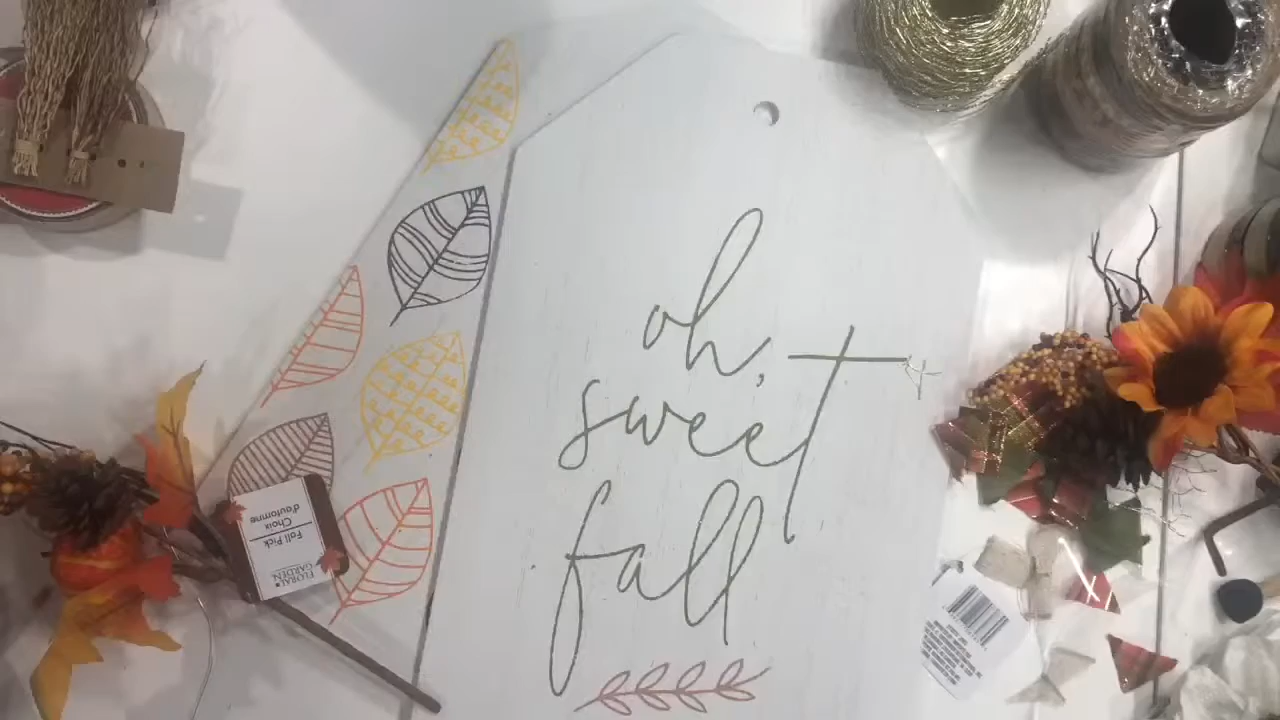 oh,
sweet
fall
FLORAL
GARDEN
Fall Pick
Choix
d'automne